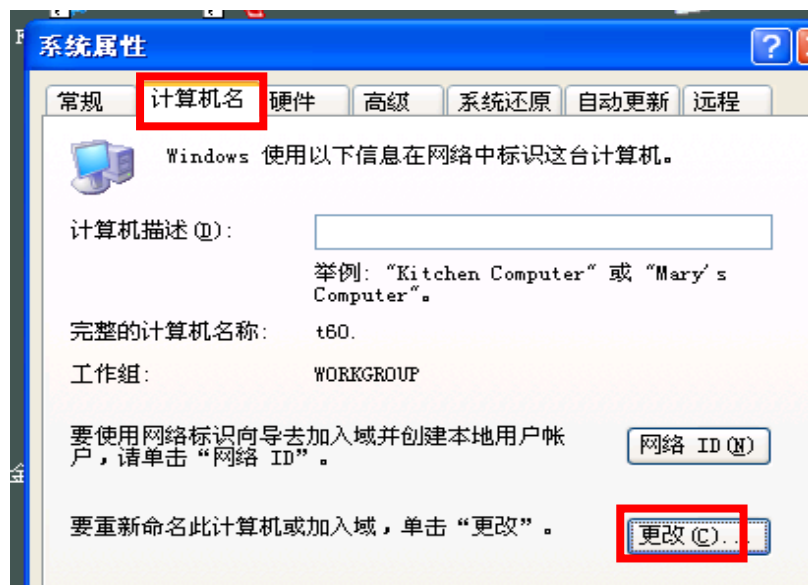 系统属性
常规 计算机名 硬件 高级 系统还原 自动更新 远程
Windows 使用以下信息在网络中标识这台计算机。
计算机描述(D):
举例: “Kitchen Computer” 或 “Mary's
Computer”。
完整的计算机名称: t60.
工作组: WORKGROUP
要使用网络标识向导去加入域并创建本地用户帐
户，请单击“网络 ID”。
网络 ID(N)
要重新命名此计算机或加入域，单击“更改”。
更改(C)...